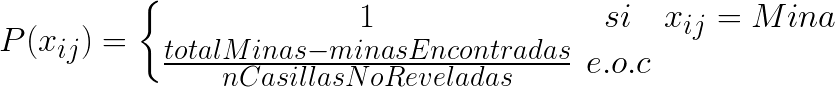 P(x_{ij}) = { 1 si x_{ij} = Mina
totalMinas−minasEncontradas / nCasillasNoReveladas e.o.c